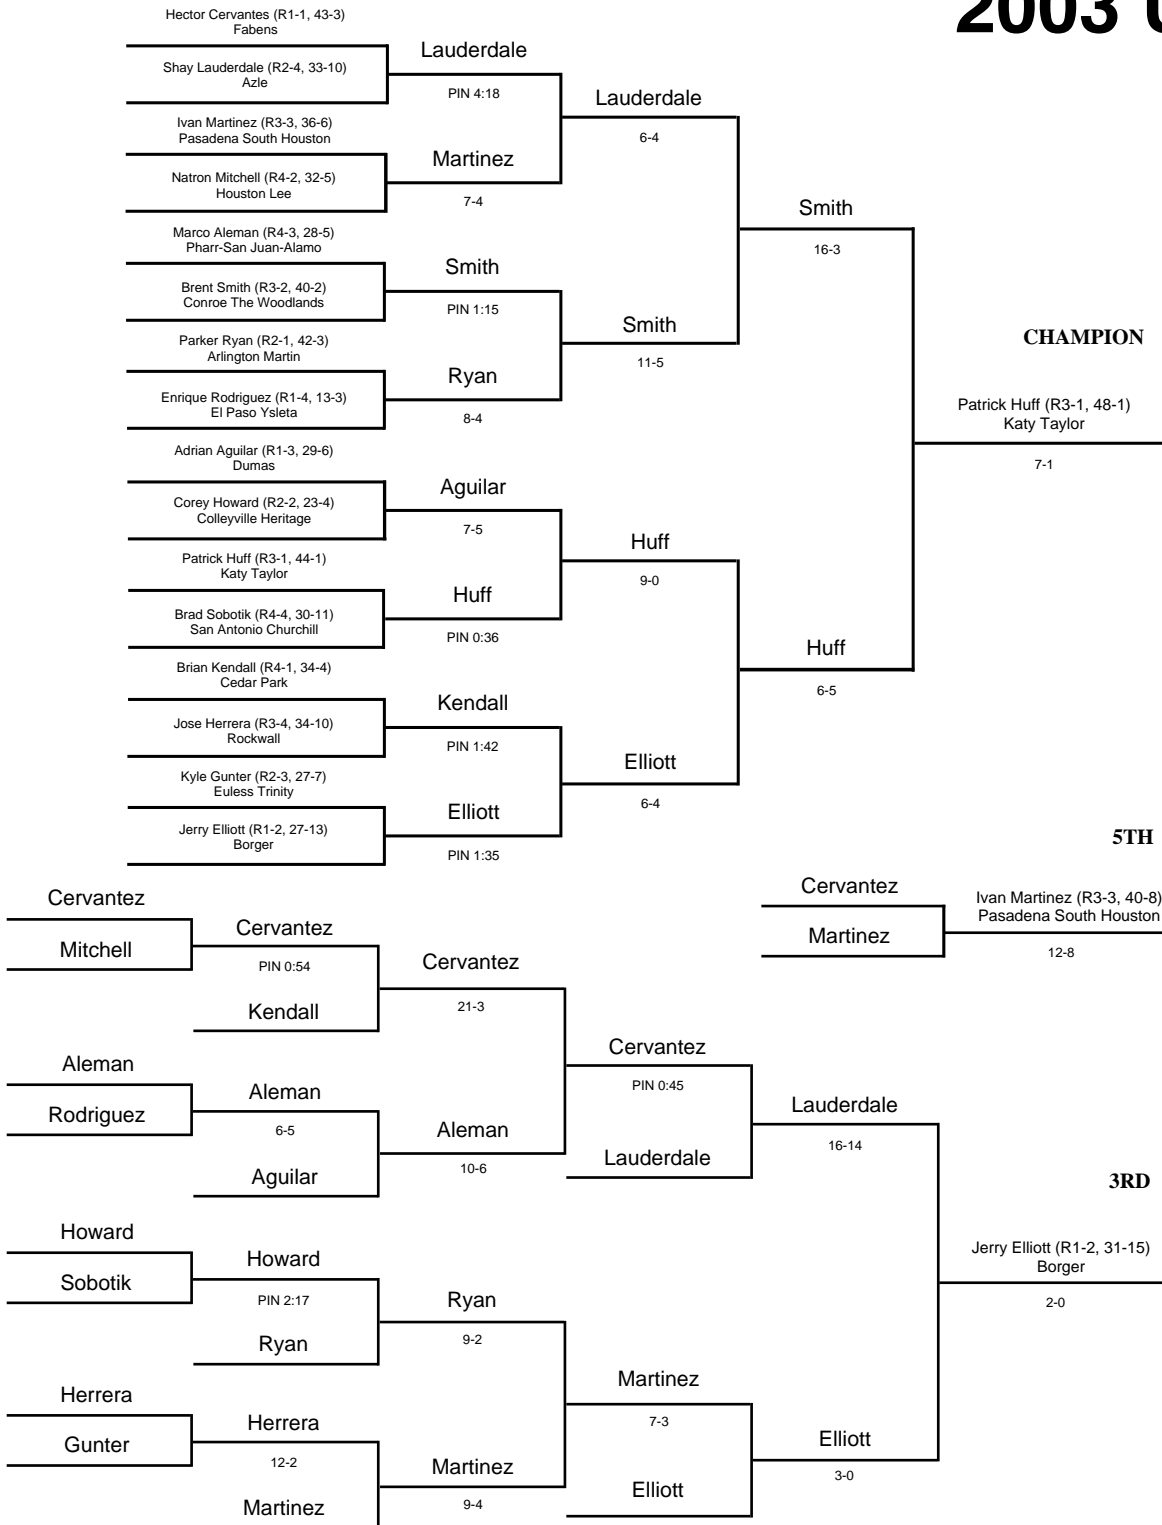 2003 U
Hector Cervantes (R1-1, 43-3)
Fabens
Shay Lauderdale (R2-4, 33-10)
Azle
Ivan Martinez (R3-3, 36-6)
Pasadena South Houston
Natron Mitchell (R4-2, 32-5)
Houston Lee
Marco Aleman (R4-3, 28-5)
Pharr-San Juan-Alamo
Brent Smith (R3-2, 40-2)
Conroe The Woodlands
Parker Ryan (R2-1, 42-3)
Arlington Martin
Enrique Rodriguez (R1-4, 13-3)
El Paso Ysleta
Adrian Aguilar (R1-3, 29-6)
Dumas
Corey Howard (R2-2, 23-4)
Colleyville Heritage
Patrick Huff (R3-1, 44-1)
Katy Taylor
Brad Sobotik (R4-4, 30-11)
San Antonio Churchill
Brian Kendall (R4-1, 34-4)
Cedar Park
Jose Herrera (R3-4, 34-10)
Rockwall
Kyle Gunter (R2-3, 27-7)
Euless Trinity
Jerry Elliott (R1-2, 27-13)
Borger
Lauderdale
PIN 4:18
Martinez
7-4
Smith
PIN 1:15
Ryan
8-4
Aguilar
7-5
Huff
PIN 0:36
Kendall
PIN 1:42
Elliott
PIN 1:35
Lauderdale
6-4
Smith
11-5
Huff
9-0
Elliott
6-4
Smith
16-3
Huff
6-5
CHAMPION
Patrick Huff (R3-1, 48-1)
Katy Taylor
7-1
5TH
Cervantez
Martinez
Ivan Martinez (R3-3, 40-8)
Pasadena South Houston
12-8
Cervantez
Mitchell
Aleman
Rodriguez
Howard
Sobotik
Herrera
Gunter
Cervantez
PIN 0:54
Kendall
Aleman
6-5
Aguilar
Howard
PIN 2:17
Ryan
Herrera
12-2
Martinez
Cervantez
21-3
Aleman
10-6
Ryan
9-2
Martinez
9-4
Cervantez
PIN 0:45
Lauderdale
Martinez
7-3
Elliott
Lauderdale
16-14
Elliott
3-0
3RD
Jerry Elliott (R1-2, 31-15)
Borger
2-0